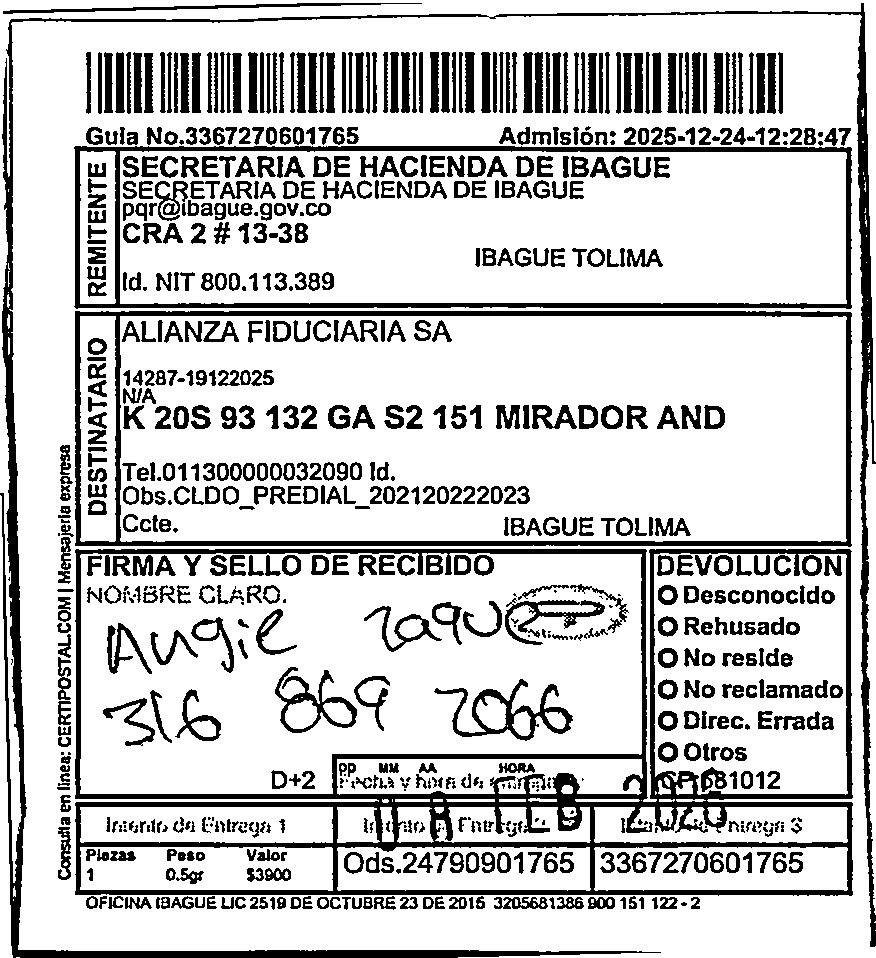 Guia No.3367270601765 Admisión: 2025-12-24-12:28:47
REMITENTE
SECRETARIA DE HACIENDA DE IBAGUE
SECRETARIA DE HACIENDA DE IBAGUE
pqr@ibague.gov.co
CRA 2 # 13-38
IBAGUE TOLIMA
Id. NIT 800.113.389
DESTINATARIO
ALIANZA FIDUCIARIA SA
14287-19122025
N/A
K 20S 93 132 GA S2 151 MIRADOR AND
Tel.011300000032090 Id.
Obs.CLDO_PREDIAL_202120222023
Ccte. IBAGUE TOLIMA
Consulta en linea: CERTIPOSTAL.COM | Mensajeria expresa
FIRMA Y SELLO DE RECIBIDO
NOMBRE CLARO.
Angie
316 869 2066
D+2
DD MM AA HORA
Fecha y hora de
FEB 2026
DEVOLUCION
Desconocido
Rehusado
No reside
No reclamado
Direc. Errada
Otros
681012
Intento de Entrega 1
Plazas Peso Valor
1 0.5gr $3900
Ods.24790901765 3367270601765
OFICINA IBAGUE LIC 2519 DE OCTUBRE 23 DE 2015 3205681386 900 151 122 - 2